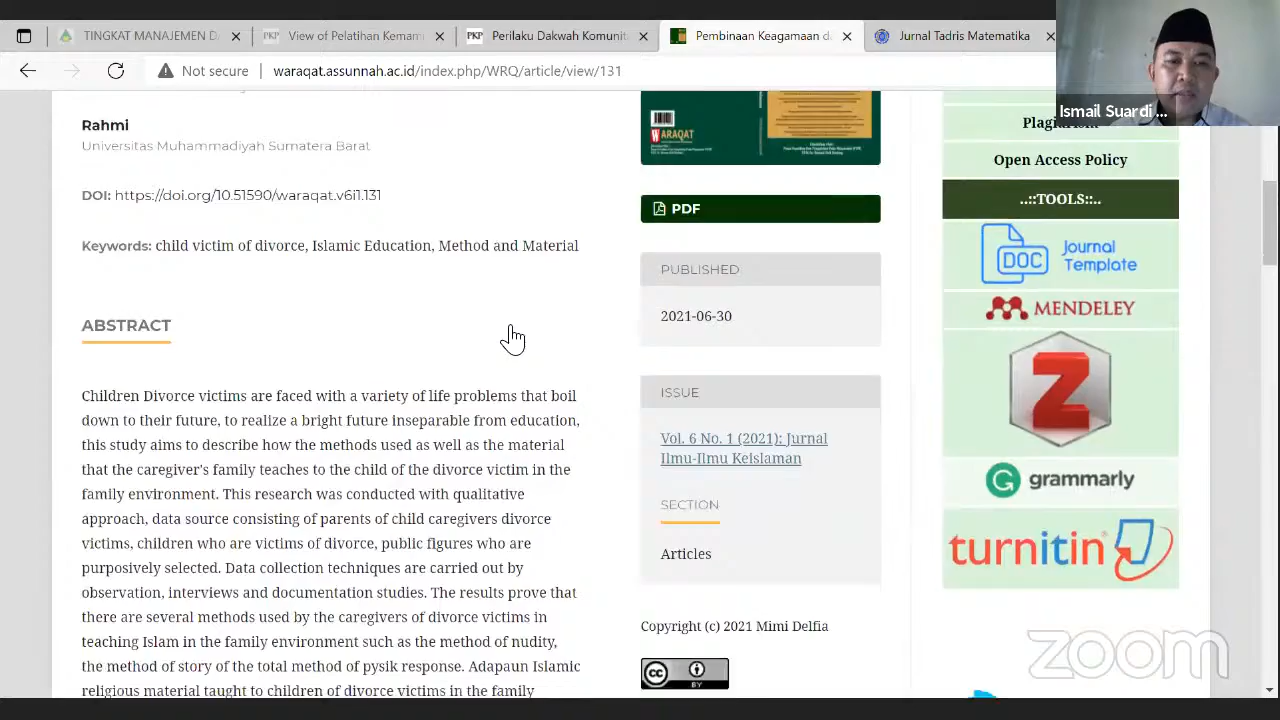 TINGKAT MANAJEMEN D
PKP View of Pelatihan Kemam
PKP Perilaku Dakwah Komunit
Pembinaan Keagamaan da
Jurnal Tadris Matematika
Not secure
waraqat.assunnah.ac.id/index.php/WRQ/article/view/131
Ismail Suardi ...
Rahmi
Universitas Muhammadiyah Sumatera Barat
DOI: https://doi.org/10.51590/waraqat.v6i1.131
Keywords: child victim of divorce, Islamic Education, Method and Material
ABSTRACT
Children Divorce victims are faced with a variety of life problems that boil
down to their future, to realize a bright future inseparable from education,
this study aims to describe how the methods used as well as the material
that the caregiver's family teaches to the child of the divorce victim in the
family environment. This research was conducted with qualitative
approach, data source consisting of parents of child caregivers divorce
victims, children who are victims of divorce, public figures who are
purposively selected. Data collection techniques are carried out by
observation, interviews and documentation studies. The results prove that
there are several methods used by the caregivers of divorce victims in
teaching Islam in the family environment such as the method of nudity,
the method of story of the total method of pysik response. Adapaun Islamic
religious material taught to children of divorce victims in the family
WARAQAT
PDF
PUBLISHED
2021-06-30
ISSUE
Vol. 6 No. 1 (2021): Jurnal
Ilmu-Ilmu Keislaman
SECTION
Articles
Copyright (c) 2021 Mimi Delfia
cc
BY
Open Access Policy
..::TOOLS::..
DOC
Journal
Template
MENDELEY
Z
grammarly
turnitin
zoom